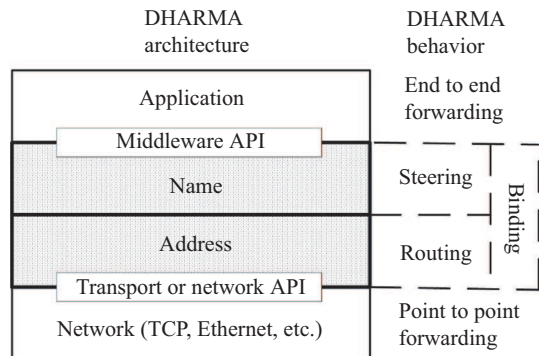 DHARMA
architecture
DHARMA
behavior
Application
End to end
forwarding
Middleware API
Name
Steering
Binding
Address
Routing
Transport or network API
Network (TCP, Ethernet, etc.)
Point to point
forwarding